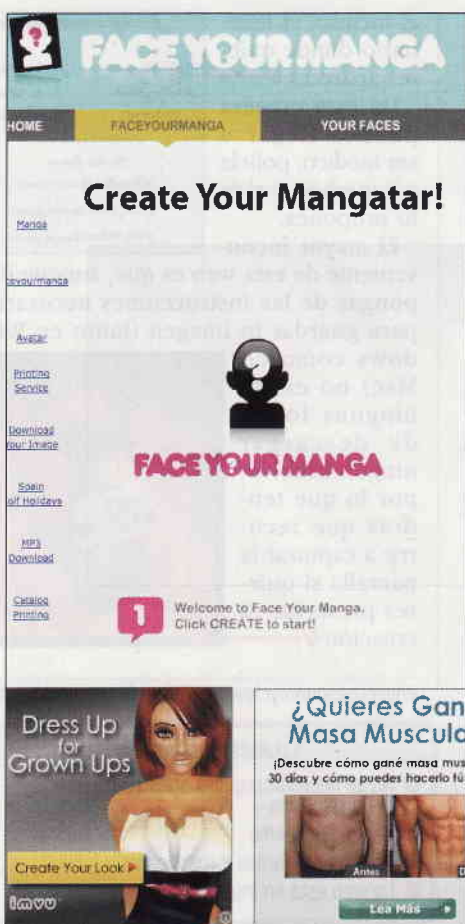 FACE YOUR MANGA
HOME FACEYOURMANGA YOUR FACES
Create Your Mangatar!
Manga
Avatar
Printing
Service
Download
Your Image
Spain
Golf Holidays
MP3
Download
Catalog
Printing
FACE YOUR MANGA
1 Welcome to Face Your Manga.
Click CREATE to start!
Dress Up
for
Grown Ups
Create Your Look
imvu
¿Quieres Gan
Masa Muscula
¡Descubre cómo gané masa mus
30 días y cómo puedes hacerlo tú
Antes D
Lea Más